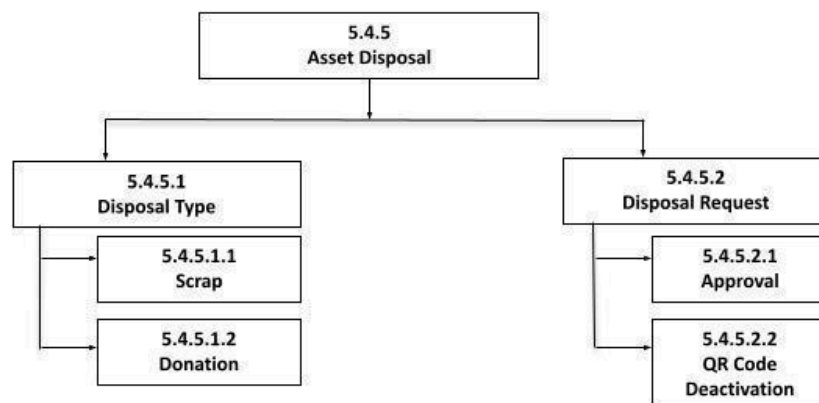 5.4.5
Asset Disposal
5.4.5.1
Disposal Type
5.4.5.1.1
Scrap
5.4.5.1.2
Donation
5.4.5.2
Disposal Request
5.4.5.2.1
Approval
5.4.5.2.2
QR Code
Deactivation